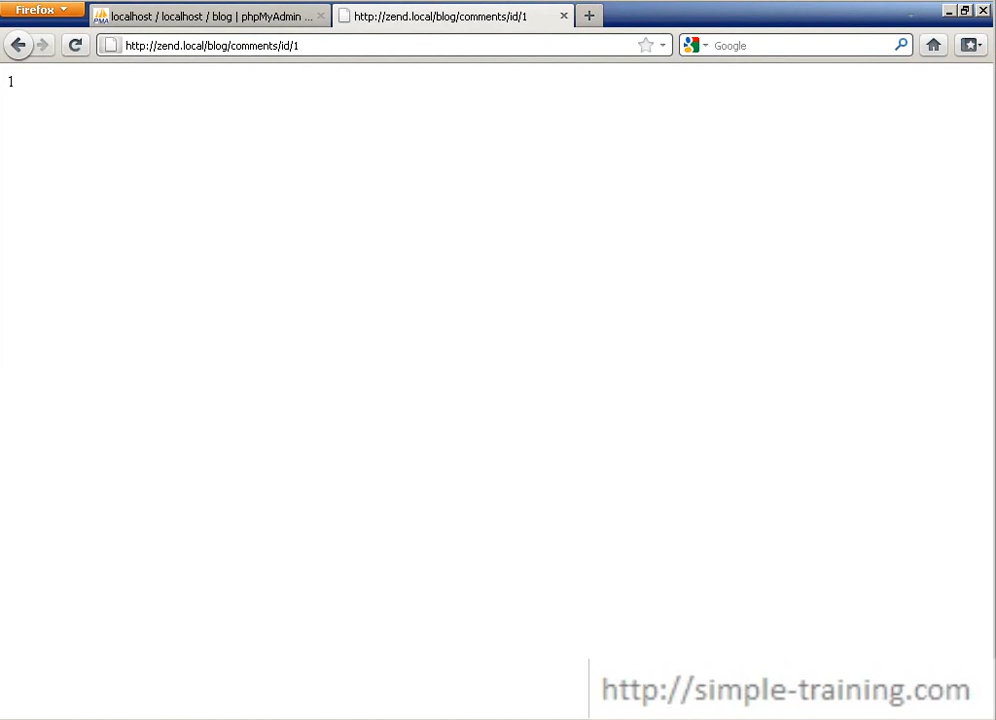 Firefox
localhost / localhost / blog | phpMyAdmin ...
http://zend.local/blog/comments/id/1
http://zend.local/blog/comments/id/1
Google
1
http://simple-training.com